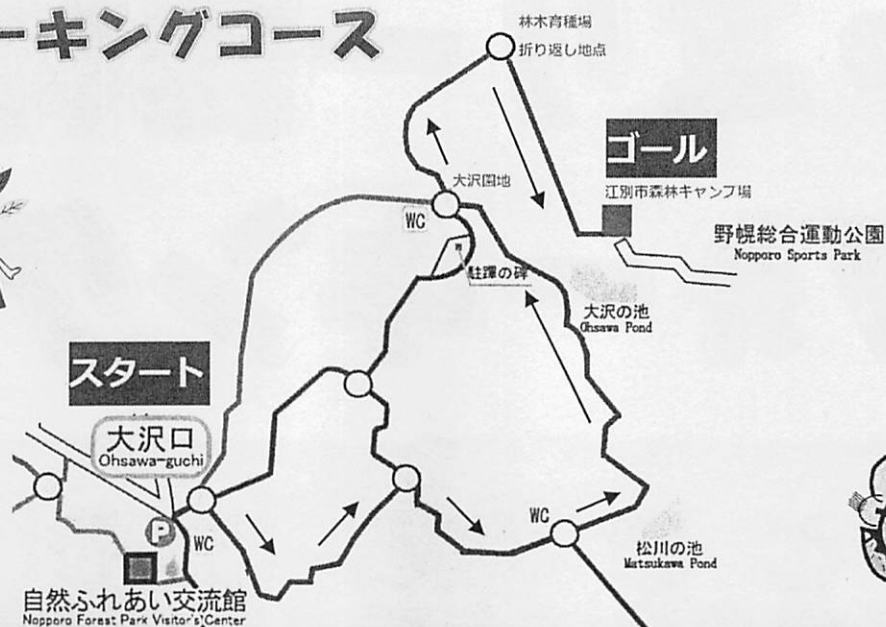 ーキングコース
林木育種場
折り返し地点
ゴール
江別市森林キャンプ場
大沢園地
WC
野幌総合運動公園
Nopporo Sports Park
駐蹕の碑
大沢の池
Ohsawa Pond
スタート
大沢口
Ohsawa-guchi
P
WC
WC
松川の池
Matsukawa Pond
自然ふれあい交流館
Nopporo Forest Park Visitor's Center